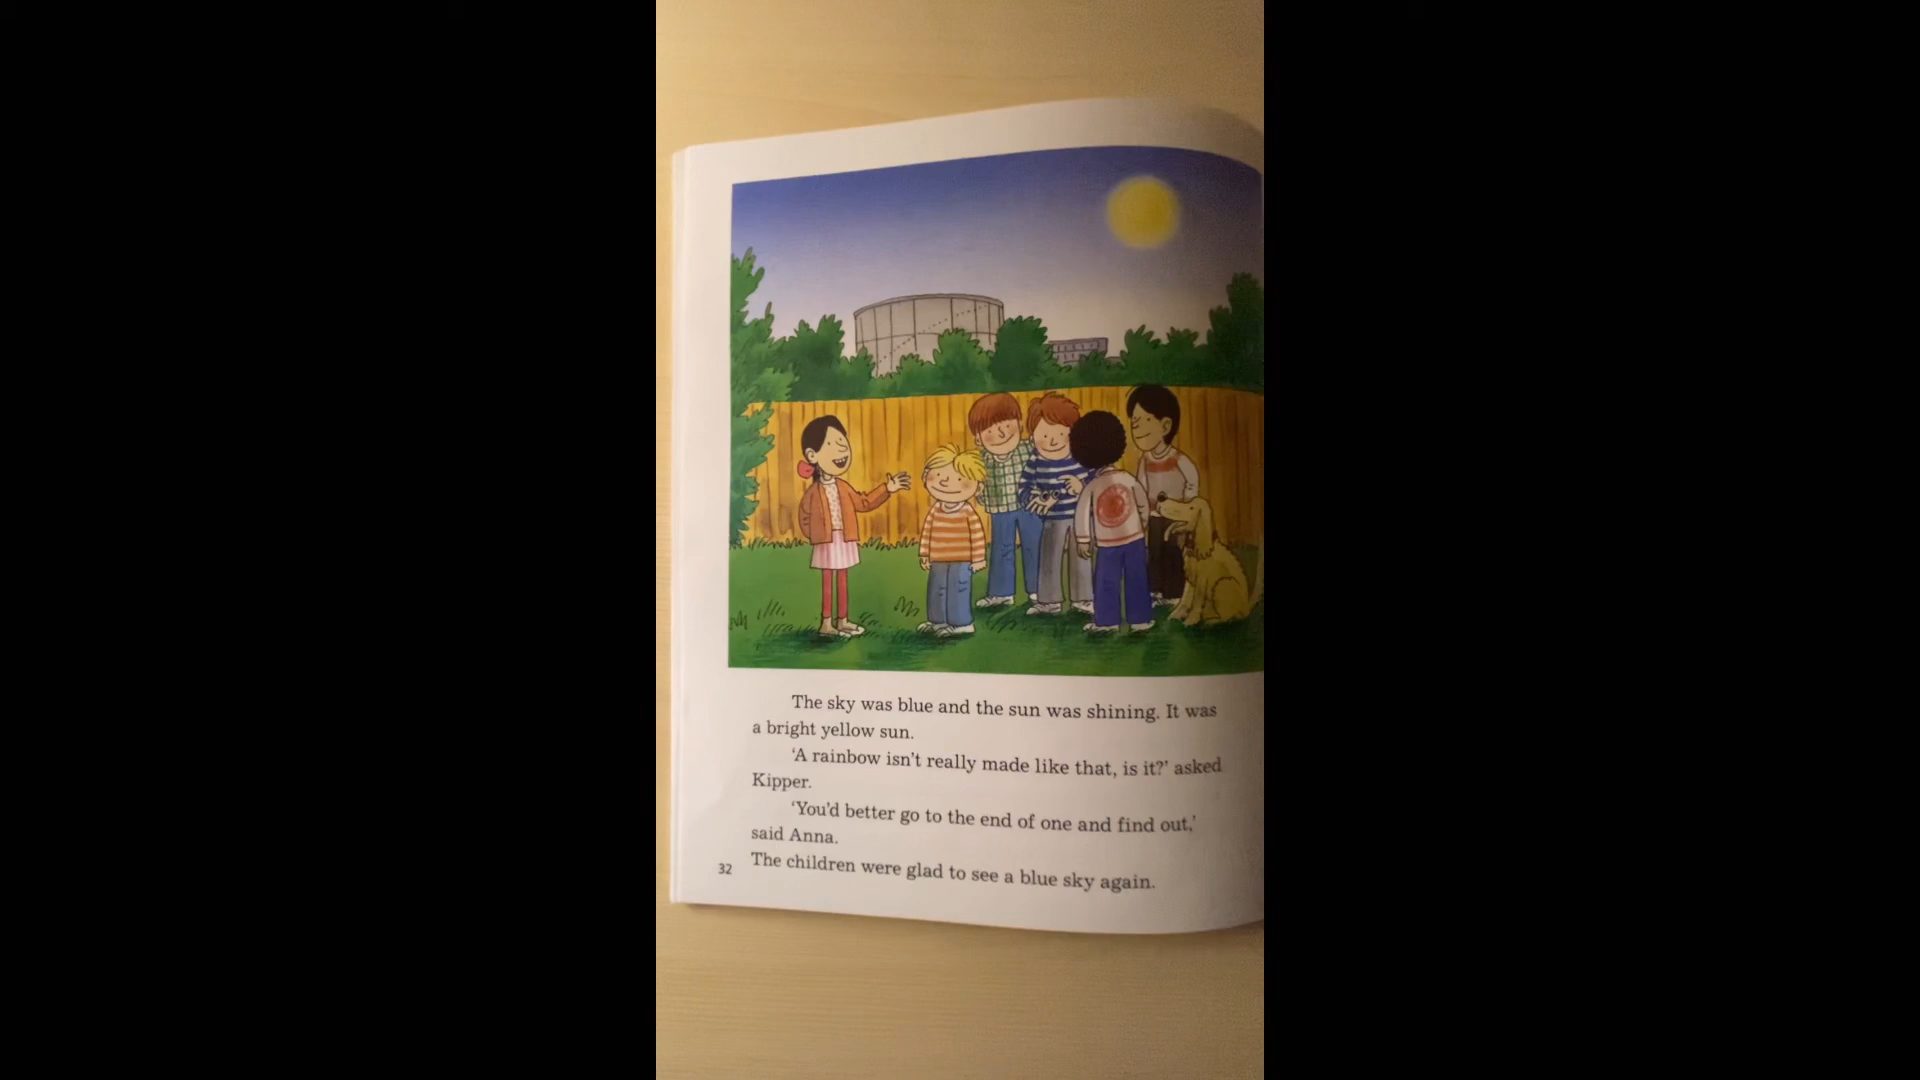 The sky was blue and the sun was shining. It was
a bright yellow sun.
‘A rainbow isn’t really made like that, is it?’ asked
Kipper.
‘You’d better go to the end of one and find out,’
said Anna.
The children were glad to see a blue sky again.
32